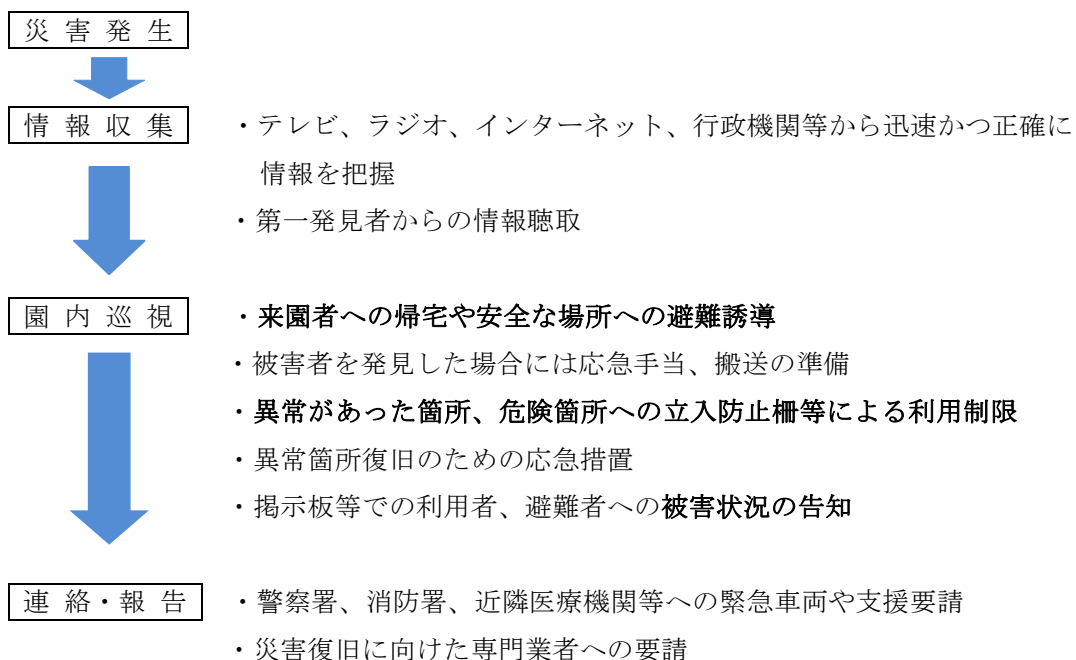 災 害 発 生
情 報 収 集
・テレビ、ラジオ、インターネット、行政機関等から迅速かつ正確に
情報を把握
・第一発見者からの情報聴取
園 内 巡 視
・来園者への帰宅や安全な場所への避難誘導
・被害者を発見した場合には応急手当、搬送の準備
・異常があった箇所、危険箇所への立入防止柵等による利用制限
・異常箇所復旧のための応急措置
・掲示板等での利用者、避難者への被害状況の告知
連 絡・報 告
・警察署、消防署、近隣医療機関等への緊急車両や支援要請
・災害復旧に向けた専門業者への要請